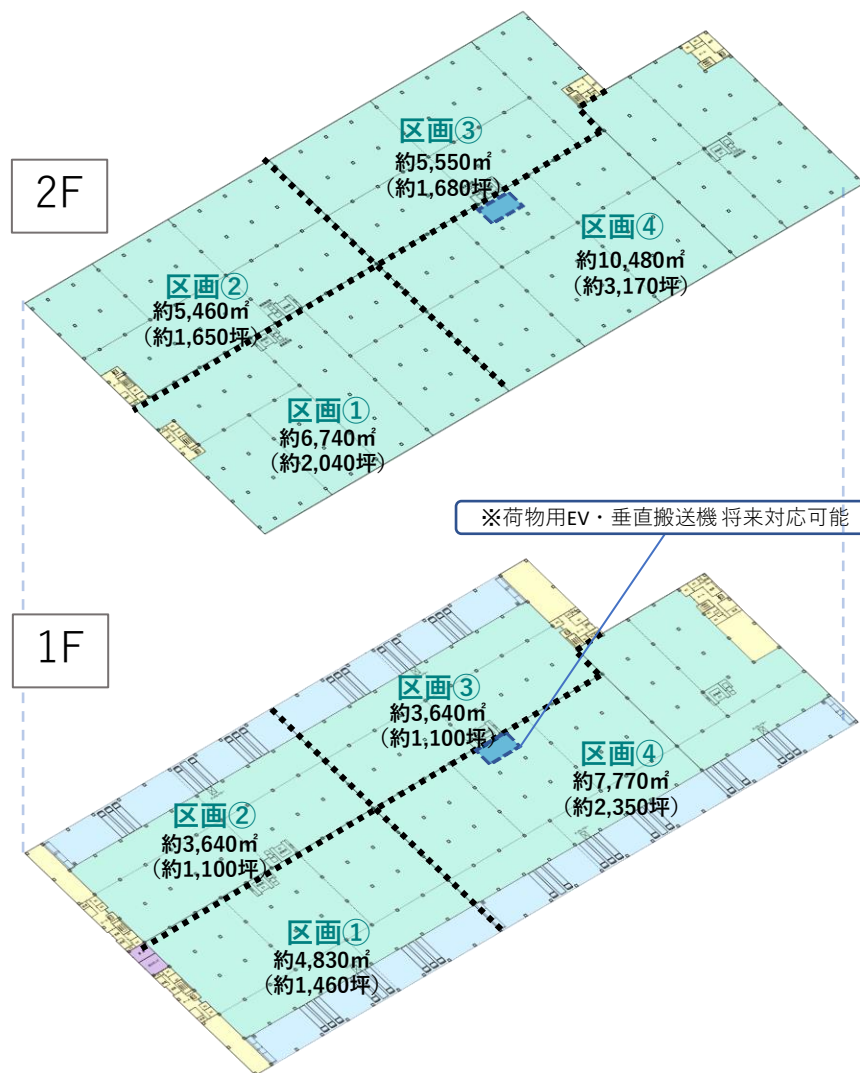 2F
区画③
約5,550㎡
(約1,680坪)
区画④
約10,480㎡
(約3,170坪)
区画②
約5,460㎡
(約1,650坪)
区画①
約6,740㎡
(約2,040坪)
※荷物用EV・垂直搬送機 将来対応可能
1F
区画③
約3,640㎡
(約1,100坪)
区画④
約7,770㎡
(約2,350坪)
区画②
約3,640㎡
(約1,100坪)
区画①
約4,830㎡
(約1,460坪)